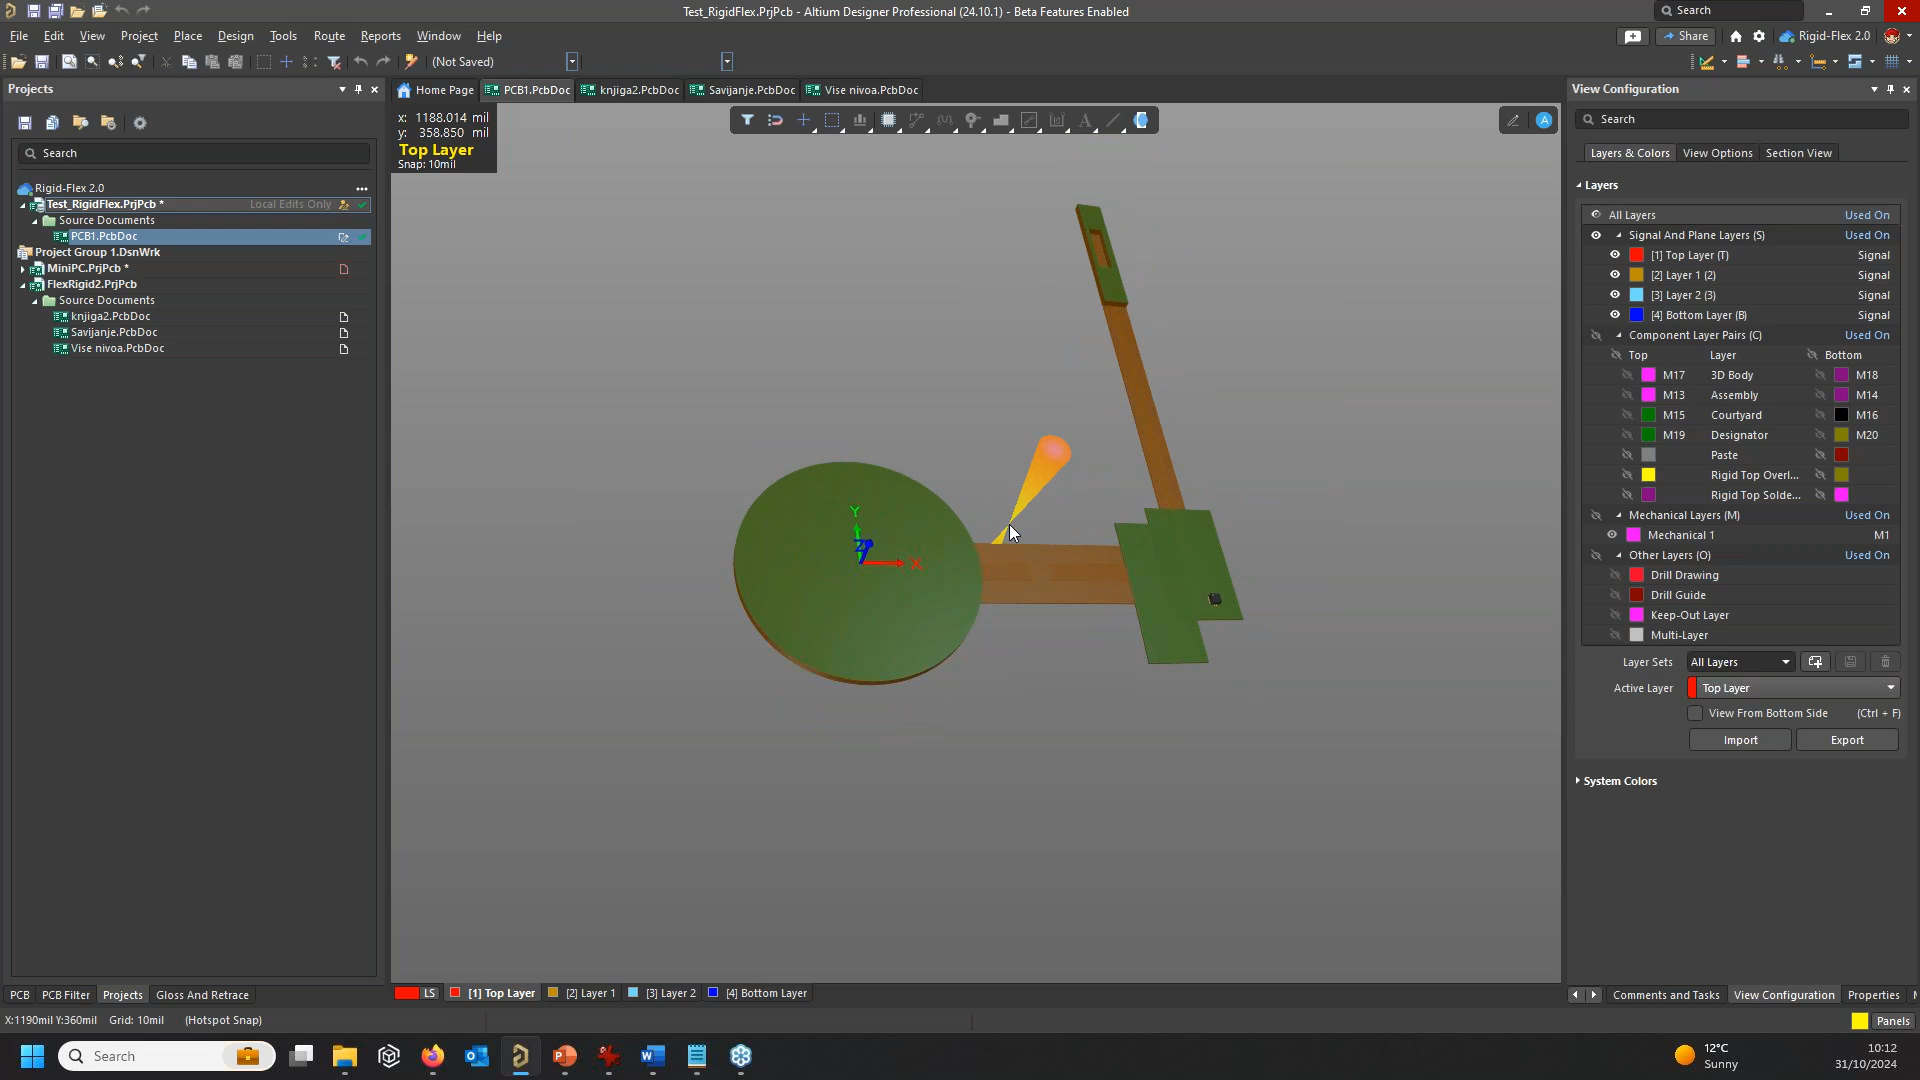 Test_RigidFlex.PrjPcb - Altium Designer Professional (24.10.1) - Beta Features Enabled
Search
File Edit View Project Place Design Tools Route Reports Window Help
Share
Rigid-Flex 2.0
(Not Saved)
Projects
Home Page
PCB1.PcbDoc
knjiga2.PcbDoc
Savijanje.PcbDoc
Vise nivoa.PcbDoc
View Configuration
x: 1188.014 mil
y: 358.850 mil
Top Layer
Snap: 10mil
A
Search
Search
Layers & Colors
View Options
Section View
Rigid-Flex 2.0
Test_RigidFlex.PrjPcb *
Local Edits Only
Source Documents
PCB1.PcbDoc
Project Group 1.DsnWrk
MiniPC.PrjPcb *
FlexRigid2.PrjPcb
Source Documents
knjiga2.PcbDoc
Savijanje.PcbDoc
Vise nivoa.PcbDoc
Y
Z
X
Layers
All Layers Used On
Signal And Plane Layers (S) Used On
[1] Top Layer (T) Signal
[2] Layer 1 (2) Signal
[3] Layer 2 (3) Signal
[4] Bottom Layer (B) Signal
Component Layer Pairs (C) Used On
Top Layer Bottom
M17 3D Body M18
M13 Assembly M14
M15 Courtyard M16
M19 Designator M20
Paste
Rigid Top Overl...
Rigid Top Solde...
Mechanical Layers (M) Used On
Mechanical 1 M1
Other Layers (O) Used On
Drill Drawing
Drill Guide
Keep-Out Layer
Multi-Layer
Layer Sets All Layers
Active Layer Top Layer
View From Bottom Side (Ctrl + F)
Import Export
System Colors
PCB PCB Filter Projects Gloss And Retrace
LS [1] Top Layer [2] Layer 1 [3] Layer 2 [4] Bottom Layer
Comments and Tasks View Configuration Properties
X:1190mil Y:360mil Grid: 10mil (Hotspot Snap)
Panels
Search
12°C
Sunny
10:12
31/10/2024